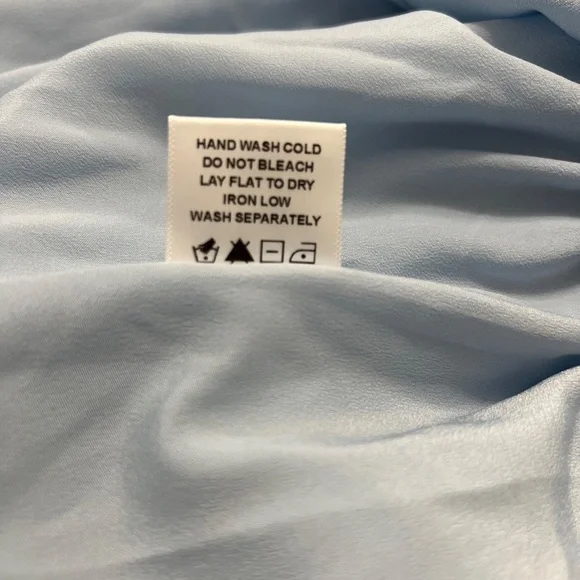 HAND WASH COLD
DO NOT BLEACH
LAY FLAT TO DRY
IRON LOW
WASH SEPARATELY